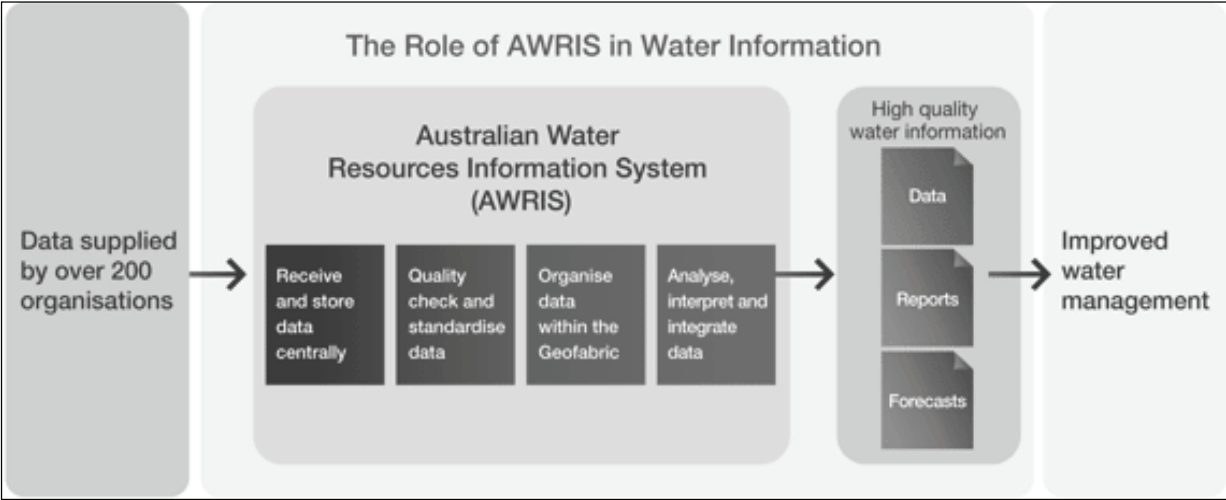 The Role of AWRIS in Water Information
Data supplied
by over 200
organisations
Australian Water
Resources Information System
(AWRIS)
Receive
and store
data
centrally
Quality
check and
standardise
data
Organise
data
within the
Geofabric
Analyse,
interpret and
integrate
data
High quality
water information
Data
Reports
Forecasts
Improved
water
management